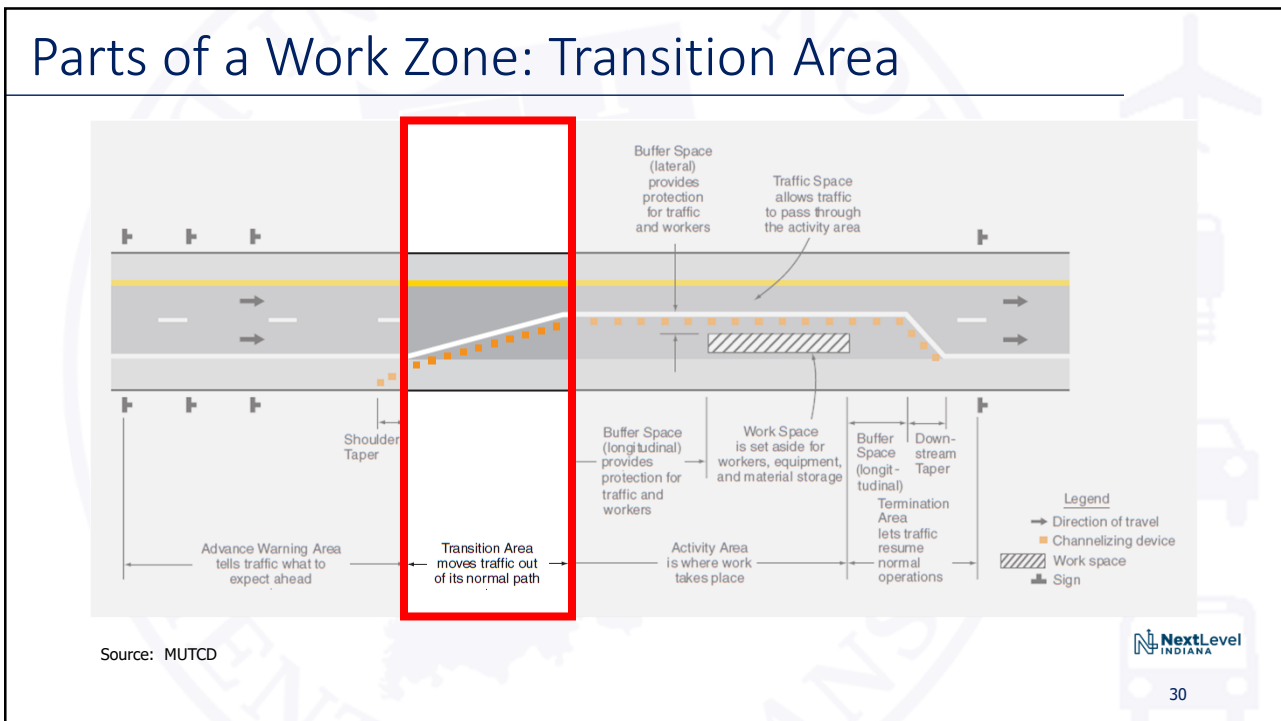 Parts of a Work Zone: Transition Area
Buffer Space
(lateral)
provides
protection
for traffic
and workers
Traffic Space
allows traffic
to pass through
the activity area
Shoulder
Taper
Buffer Space
(longitudinal)
provides
protection for
traffic and
workers
Work Space
is set aside for
workers, equipment,
and material storage
Buffer
Space
(longit-
tudinal)
Down-
stream
Taper
Advance Warning Area
tells traffic what to
expect ahead
Transition Area
moves traffic out
of its normal path
Activity Area
is where work
takes place
Termination
Area
lets traffic
resume
normal
operations
Legend
Direction of travel
Channelizing device
Work space
Sign
Source: MUTCD
NextLevel
INDIANA
30